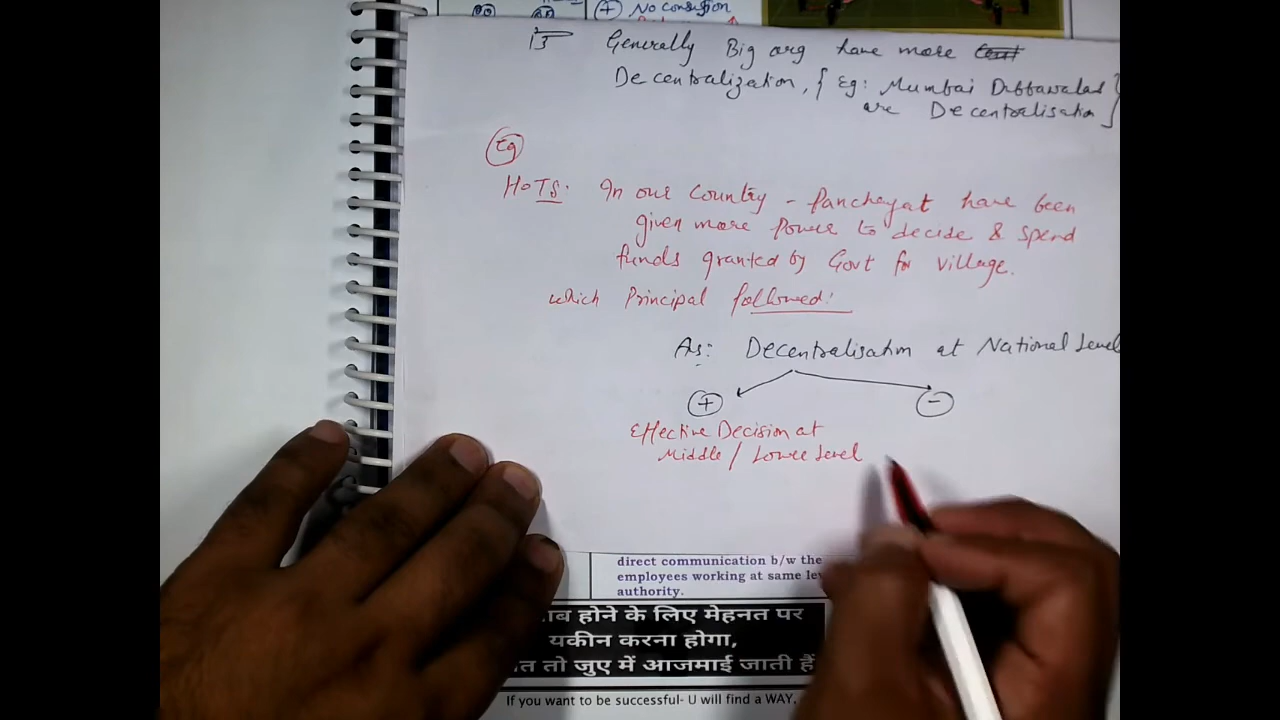 No
Generally Big org have more
Decentralization, { Eg: Mumbai Dabbawalas
are Decentralisation }
Eg
HOTS: In our Country - Panchayat have been
given more power to decide & spend
funds granted by Govt for Village.
which Principal followed:
As: Decentralisation at National Level
+ -
Effective Decision at
Middle / Lower Level
direct communication b/w the
employees working at same
authority.
होने के लिए मेहनत पर
यकीन करना होगा,
तो जुए में आजमाई जाती हैं
If you want to be successful- U will find a WAY.